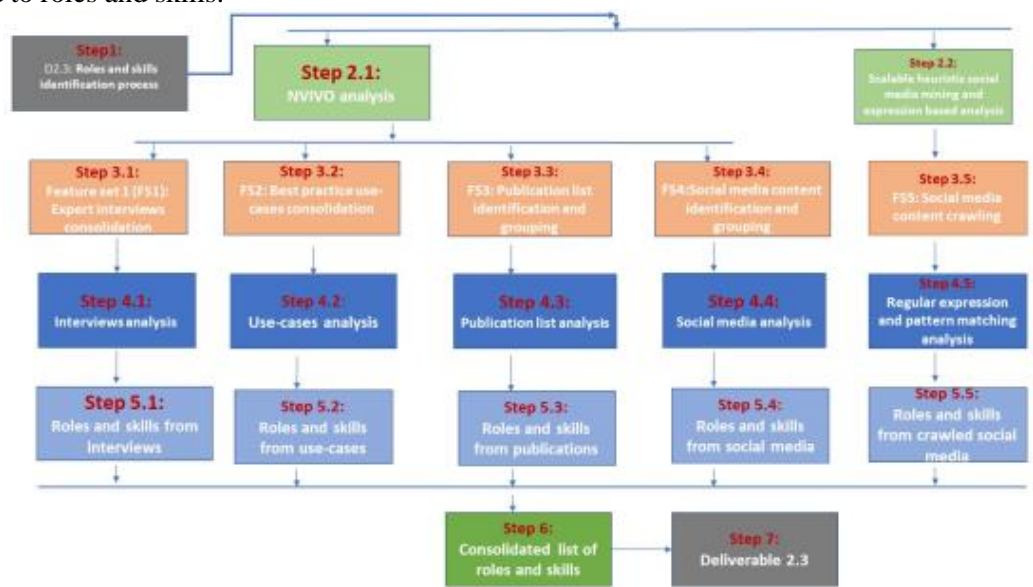 to roles and skills.
Step1:
D2.3: Roles and skills
identification process
Step 2.1:
NVIVO analysis
Step 2.2:
Scalable heuristic social
media mining and
expression based analysis
Step 3.1:
Feature set 1 (FS1):
Expert interviews
consolidation
Step 3.2:
FS2: Best practice use-
cases consolidation
Step 3.3:
FS3: Publication list
identification and
grouping
Step 3.4:
FS4:Social media content
identification and
grouping
Step 3.5:
FS5: Social media
content crawling
Step 4.1:
Interviews analysis
Step 4.2
Use-cases analysis
Step 4.3
Publication list analysis
Step 4.4
Social media analysis
Step 4.5:
Regular expression
and pattern matching
analysis
Step 5.1:
Roles and skills from
interviews
Step 5.2:
Roles and skills
from use-cases
Step 5.3:
Roles and skills
from publications
Step 5.4:
Roles and skills
from social media
Step 5.5:
Roles and skills
from crawled social
media
Step 6:
Consolidated list of
roles and skills
Step 7:
Deliverable 2.3